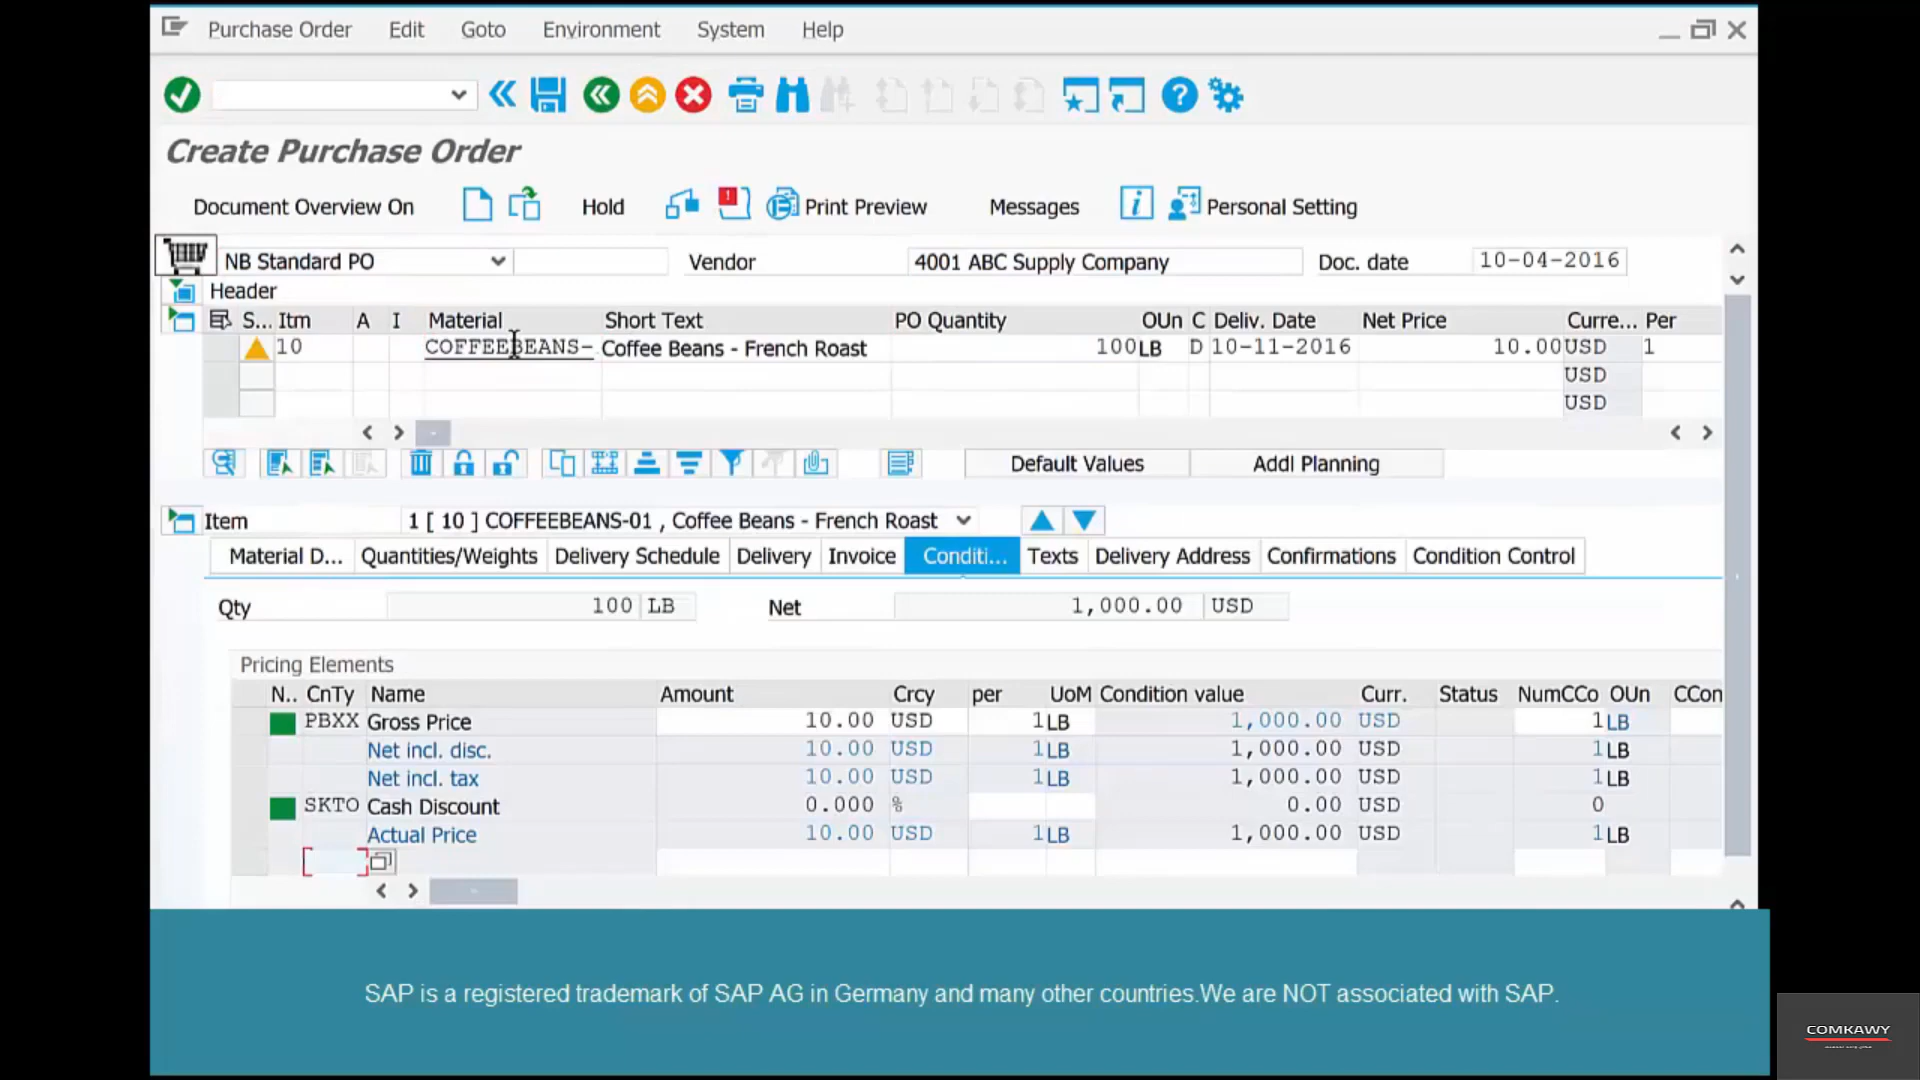 Purchase Order Edit Goto Environment System Help
Create Purchase Order
Document Overview On Hold Print Preview Messages Personal Setting
NB Standard PO Vendor 4001 ABC Supply Company Doc. date 10-04-2016
Header
S... Itm A I Material Short Text PO Quantity OUn C Deliv. Date Net Price Curre... Per
10 COFFEEBEANS- Coffee Beans - French Roast 100 LB D 10-11-2016 10.00 USD 1
USD
USD
Default Values Addl Planning
Item 1 [ 10 ] COFFEEBEANS-01 , Coffee Beans - French Roast
Material D... Quantities/Weights Delivery Schedule Delivery Invoice Conditi... Texts Delivery Address Confirmations Condition Control
Qty 100 LB Net 1,000.00 USD
Pricing Elements
N.. CnTy Name Amount Crcy per UoM Condition value Curr. Status NumCCo OUn CCon
PBXX Gross Price 10.00 USD 1 LB 1,000.00 USD 1 LB
Net incl. disc. 10.00 USD 1 LB 1,000.00 USD 1 LB
Net incl. tax 10.00 USD 1 LB 1,000.00 USD 1 LB
SKTO Cash Discount 0.000 % 0.00 USD 0
Actual Price 10.00 USD 1 LB 1,000.00 USD 1 LB
SAP is a registered trademark of SAP AG in Germany and many other countries.We are NOT associated with SAP.
COMKAWY